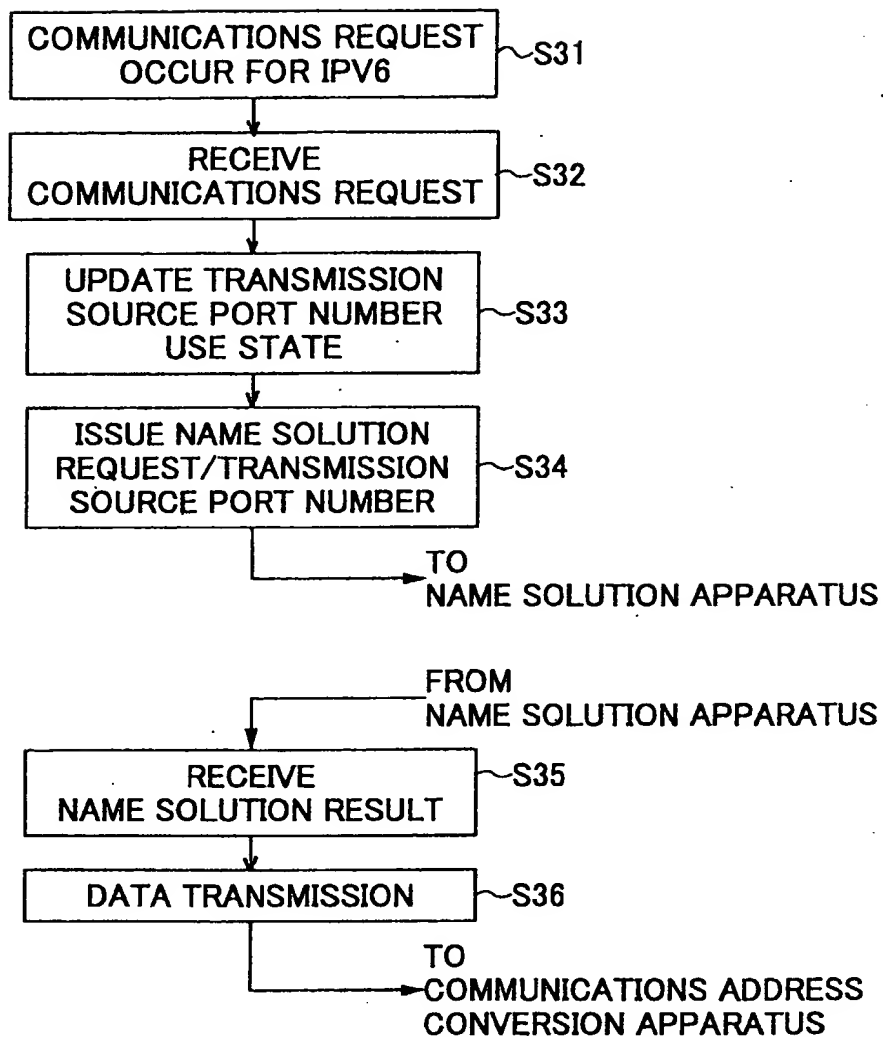 COMMUNICATIONS REQUEST
OCCUR FOR IPV6
S31
RECEIVE
COMMUNICATIONS REQUEST
S32
UPDATE TRANSMISSION
SOURCE PORT NUMBER
USE STATE
S33
ISSUE NAME SOLUTION
REQUEST/TRANSMISSION
SOURCE PORT NUMBER
S34
TO
NAME SOLUTION APPARATUS
FROM
NAME SOLUTION APPARATUS
RECEIVE
NAME SOLUTION RESULT
S35
DATA TRANSMISSION
S36
TO
COMMUNICATIONS ADDRESS
CONVERSION APPARATUS